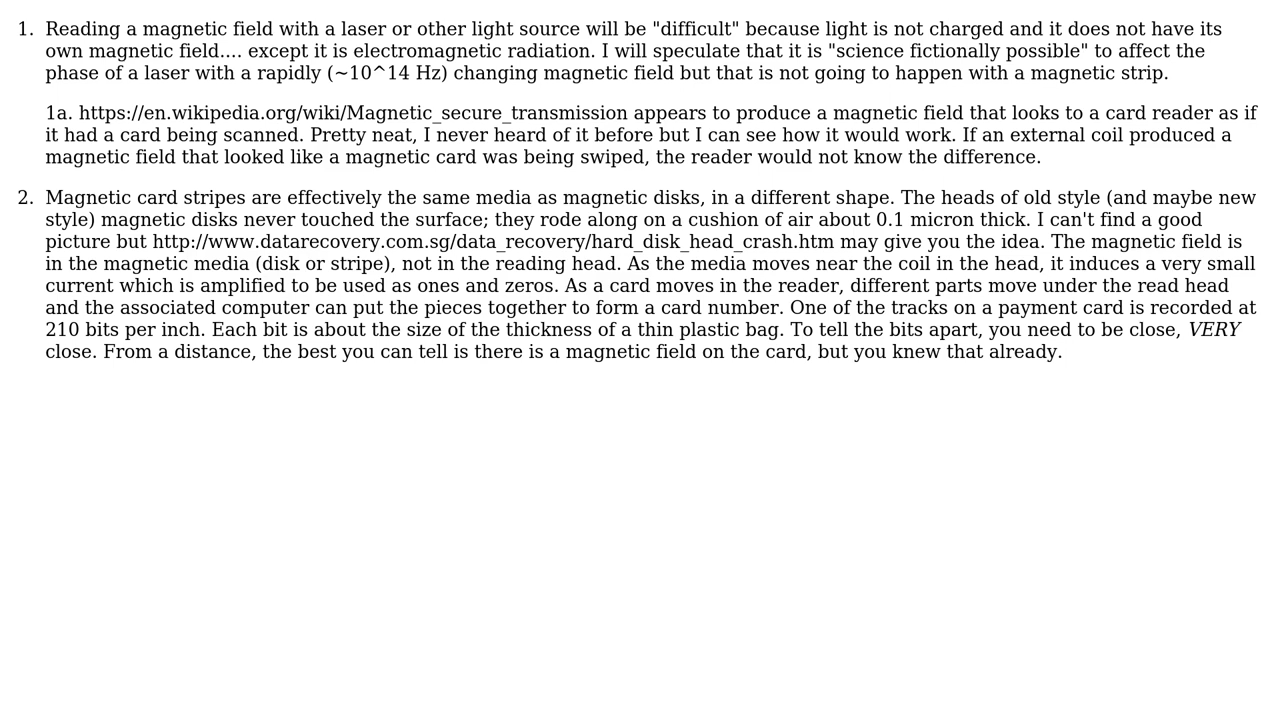 1. Reading a magnetic field with a laser or other light source will be "difficult" because light is not charged and it does not have its
own magnetic field.... except it is electromagnetic radiation. I will speculate that it is "science fictionally possible" to affect the
phase of a laser with a rapidly (~10^14 Hz) changing magnetic field but that is not going to happen with a magnetic strip.
1a. https://en.wikipedia.org/wiki/Magnetic_secure_transmission appears to produce a magnetic field that looks to a card reader as if
it had a card being scanned. Pretty neat, I never heard of it before but I can see how it would work. If an external coil produced a
magnetic field that looked like a magnetic card was being swiped, the reader would not know the difference.
2. Magnetic card stripes are effectively the same media as magnetic disks, in a different shape. The heads of old style (and maybe new
style) magnetic disks never touched the surface; they rode along on a cushion of air about 0.1 micron thick. I can't find a good
picture but http://www.datarecovery.com.sg/data_recovery/hard_disk_head_crash.htm may give you the idea. The magnetic field is
in the magnetic media (disk or stripe), not in the reading head. As the media moves near the coil in the head, it induces a very small
current which is amplified to be used as ones and zeros. As a card moves in the reader, different parts move under the read head
and the associated computer can put the pieces together to form a card number. One of the tracks on a payment card is recorded at
210 bits per inch. Each bit is about the size of the thickness of a thin plastic bag. To tell the bits apart, you need to be close, VERY
close. From a distance, the best you can tell is there is a magnetic field on the card, but you knew that already.